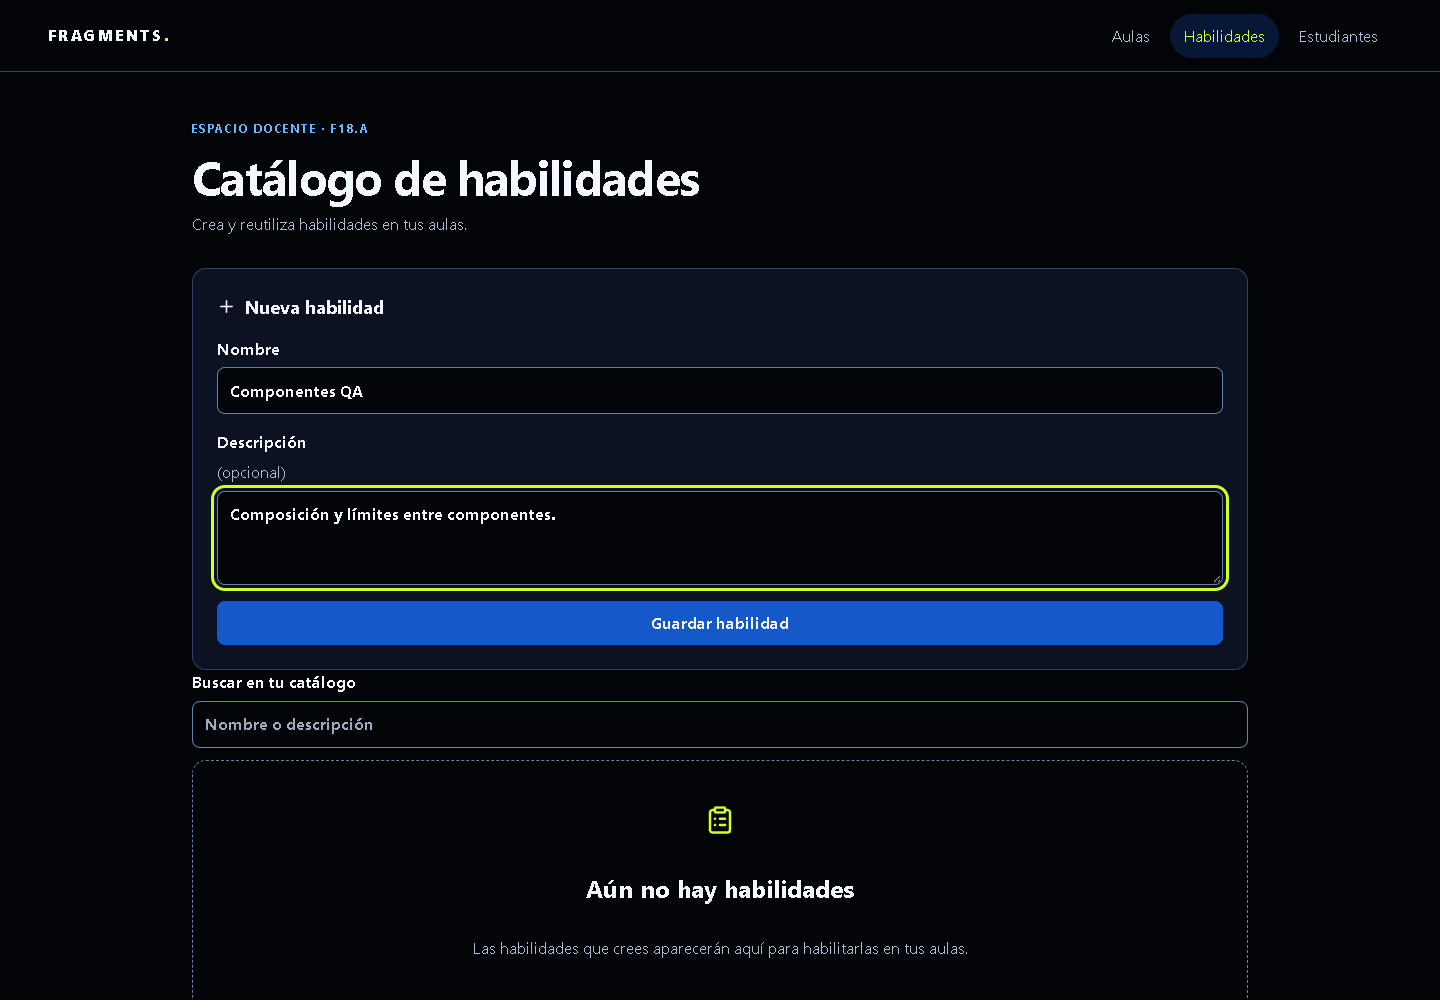 FRAGMENTS.
Aulas
Habilidades
Estudiantes
ESPACIO DOCENTE · F18.A
Catálogo de habilidades
Crea y reutiliza habilidades en tus aulas.
Nueva habilidad
Nombre
Componentes QA
Descripción
(opcional)
Composición y límites entre componentes.
Guardar habilidad
Buscar en tu catálogo
Nombre o descripción
Aún no hay habilidades
Las habilidades que crees aparecerán aquí para habilitarlas en tus aulas.